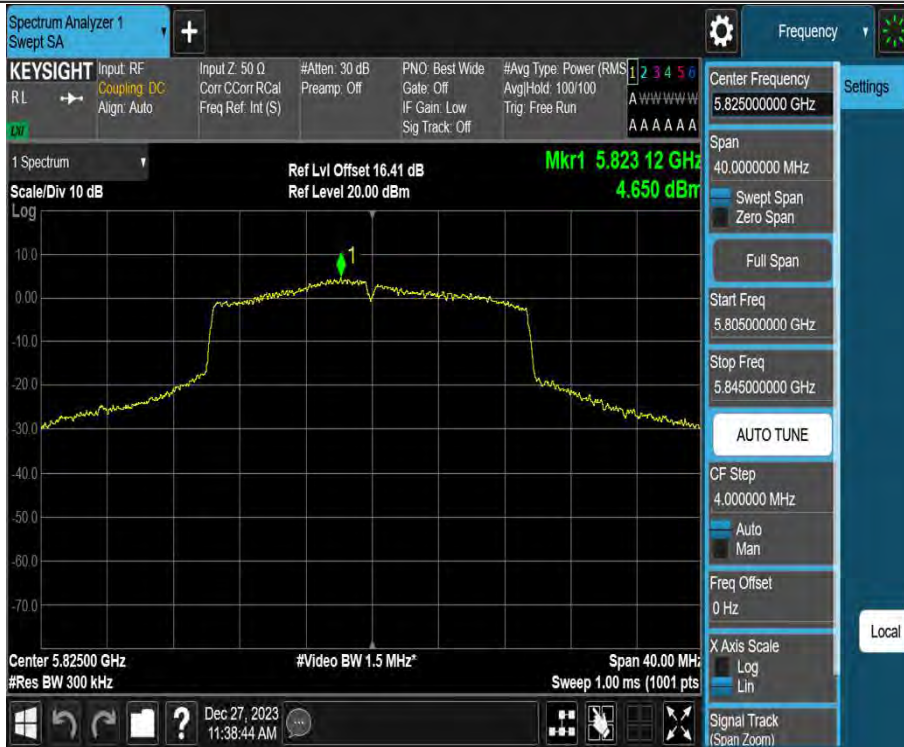 Spectrum Analyzer 1
Swept SA
+
Frequency
KEYSIGHT
RL
LXI
Input: RF
Coupling: DC
Align: Auto
Input Z: 50 Ω
Corr CCorr RCal
Freq Ref: Int (S)
#Atten: 30 dB
Preamp: Off
PNO: Best Wide
Gate: Off
IF Gain: Low
Sig Track: Off
#Avg Type: Power (RMS
Avg|Hold: 100/100
Trig: Free Run
1 2 3 4 5 6
A W W W W W
A A A A A A
1 Spectrum
Scale/Div 10 dB
Log
Ref Lvl Offset 16.41 dB
Ref Level 20.00 dBm
Mkr1 5.823 12 GHz
4.650 dBm
1
10.0
0.00
-10.0
-20.0
-30.0
-40.0
-50.0
-60.0
-70.0
Center 5.82500 GHz
#Res BW 300 kHz
#Video BW 1.5 MHz*
Span 40.00 MHz
Sweep 1.00 ms (1001 pts
?
Dec 27, 2023
11:38:44 AM
Center Frequency
5.825000000 GHz
Span
40.0000000 MHz
Swept Span
Zero Span
Full Span
Start Freq
5.805000000 GHz
Stop Freq
5.845000000 GHz
AUTO TUNE
CF Step
4.000000 MHz
Auto
Man
Freq Offset
0 Hz
X Axis Scale
Log
Lin
Signal Track
(Span Zoom)
Settings
Local